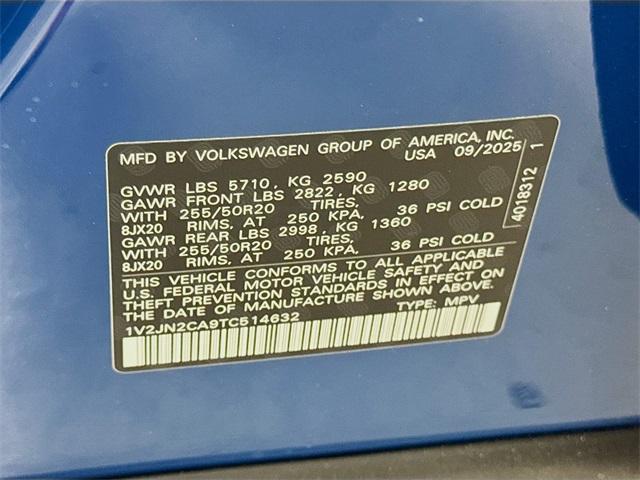 MFD BY VOLKSWAGEN GROUP OF AMERICA, INC.
USA 09/2025
GVWR LBS 5710, KG 2590
GAWR FRONT LBS 2822, KG 1280
WITH 255/50R20 TIRES,
8JX20 RIMS, AT 250 KPA, 36 PSI COLD
GAWR REAR LBS 2998, KG 1360
WITH 255/50R20 TIRES,
8JX20 RIMS, AT 250 KPA, 36 PSI COLD
THIS VEHICLE CONFORMS TO ALL APPLICABLE
U.S. FEDERAL MOTOR VEHICLE SAFETY AND
THEFT PREVENTION STANDARDS IN EFFECT ON
THE DATE OF MANUFACTURE SHOWN ABOVE.
1V2JN2CA9TC514632 TYPE: MPV
4018312 1